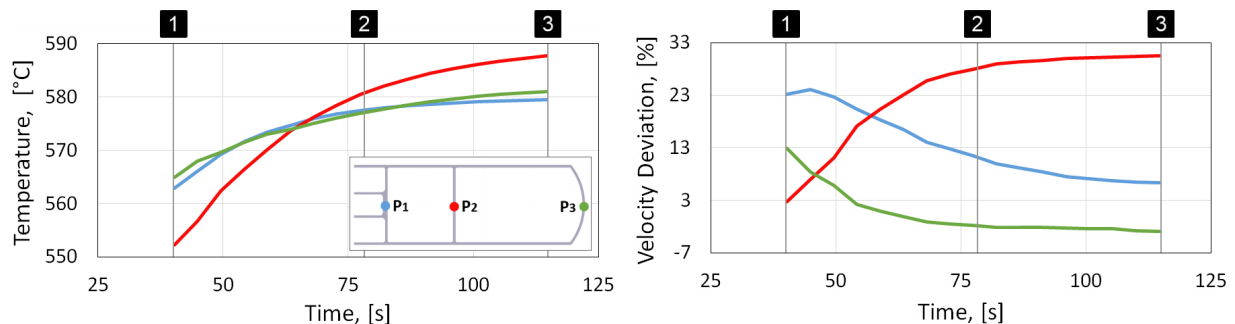 1 2 3
590
580
570
560
550
Temperature, [°C]
25 50 75 100 125
Time, [s]
P1 P2 P3
1 2 3
33
23
13
3
-7
Velocity Deviation, [%]
25 50 75 100 125
Time, [s]